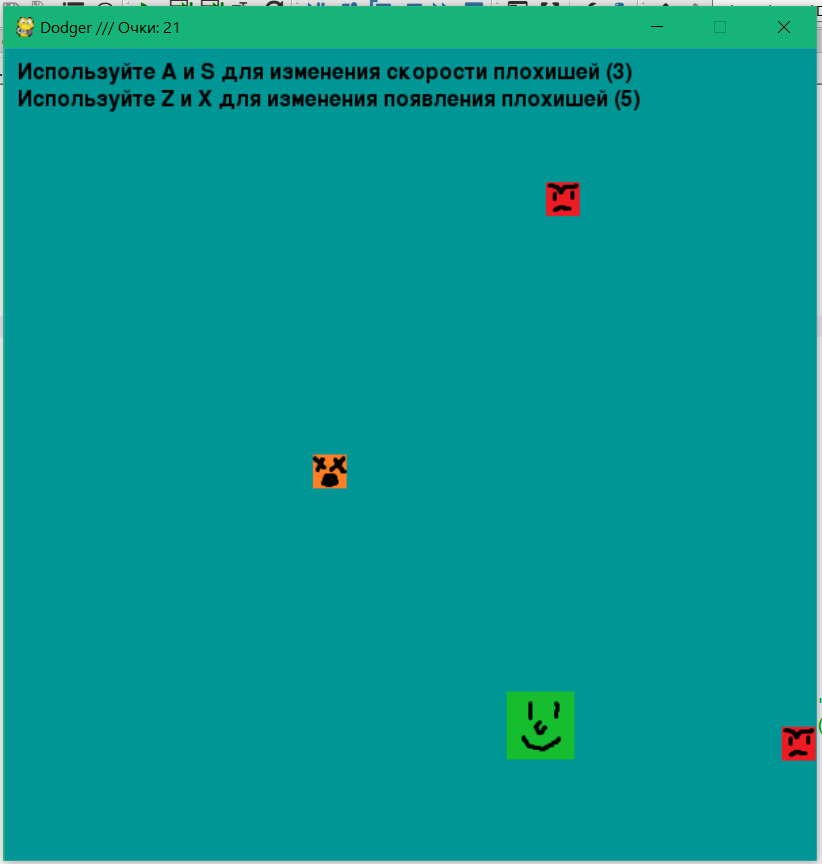 Dodger /// Очки: 21
Используйте A и S для изменения скорости плохишей (3)
Используйте Z и X для изменения появления плохишей (5)